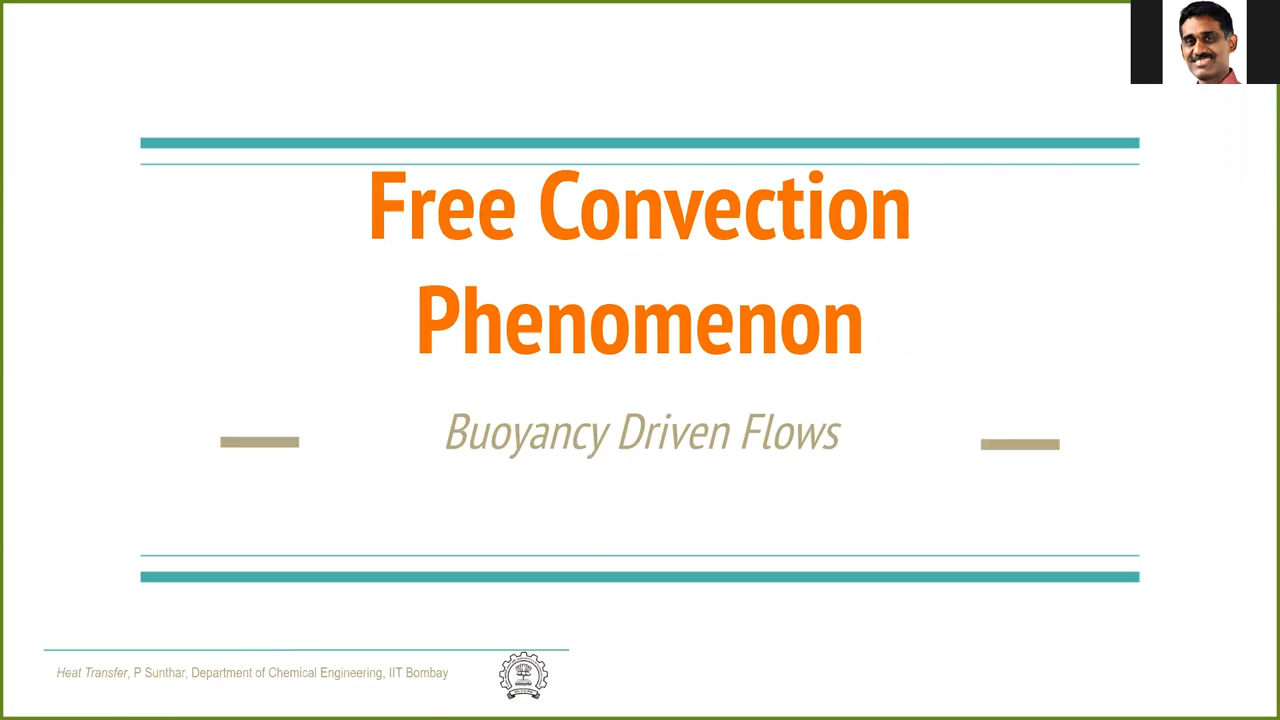 Free Convection
Phenomenon
Buoyancy Driven Flows
Heat Transfer, P Sunthar, Department of Chemical Engineering, IIT Bombay